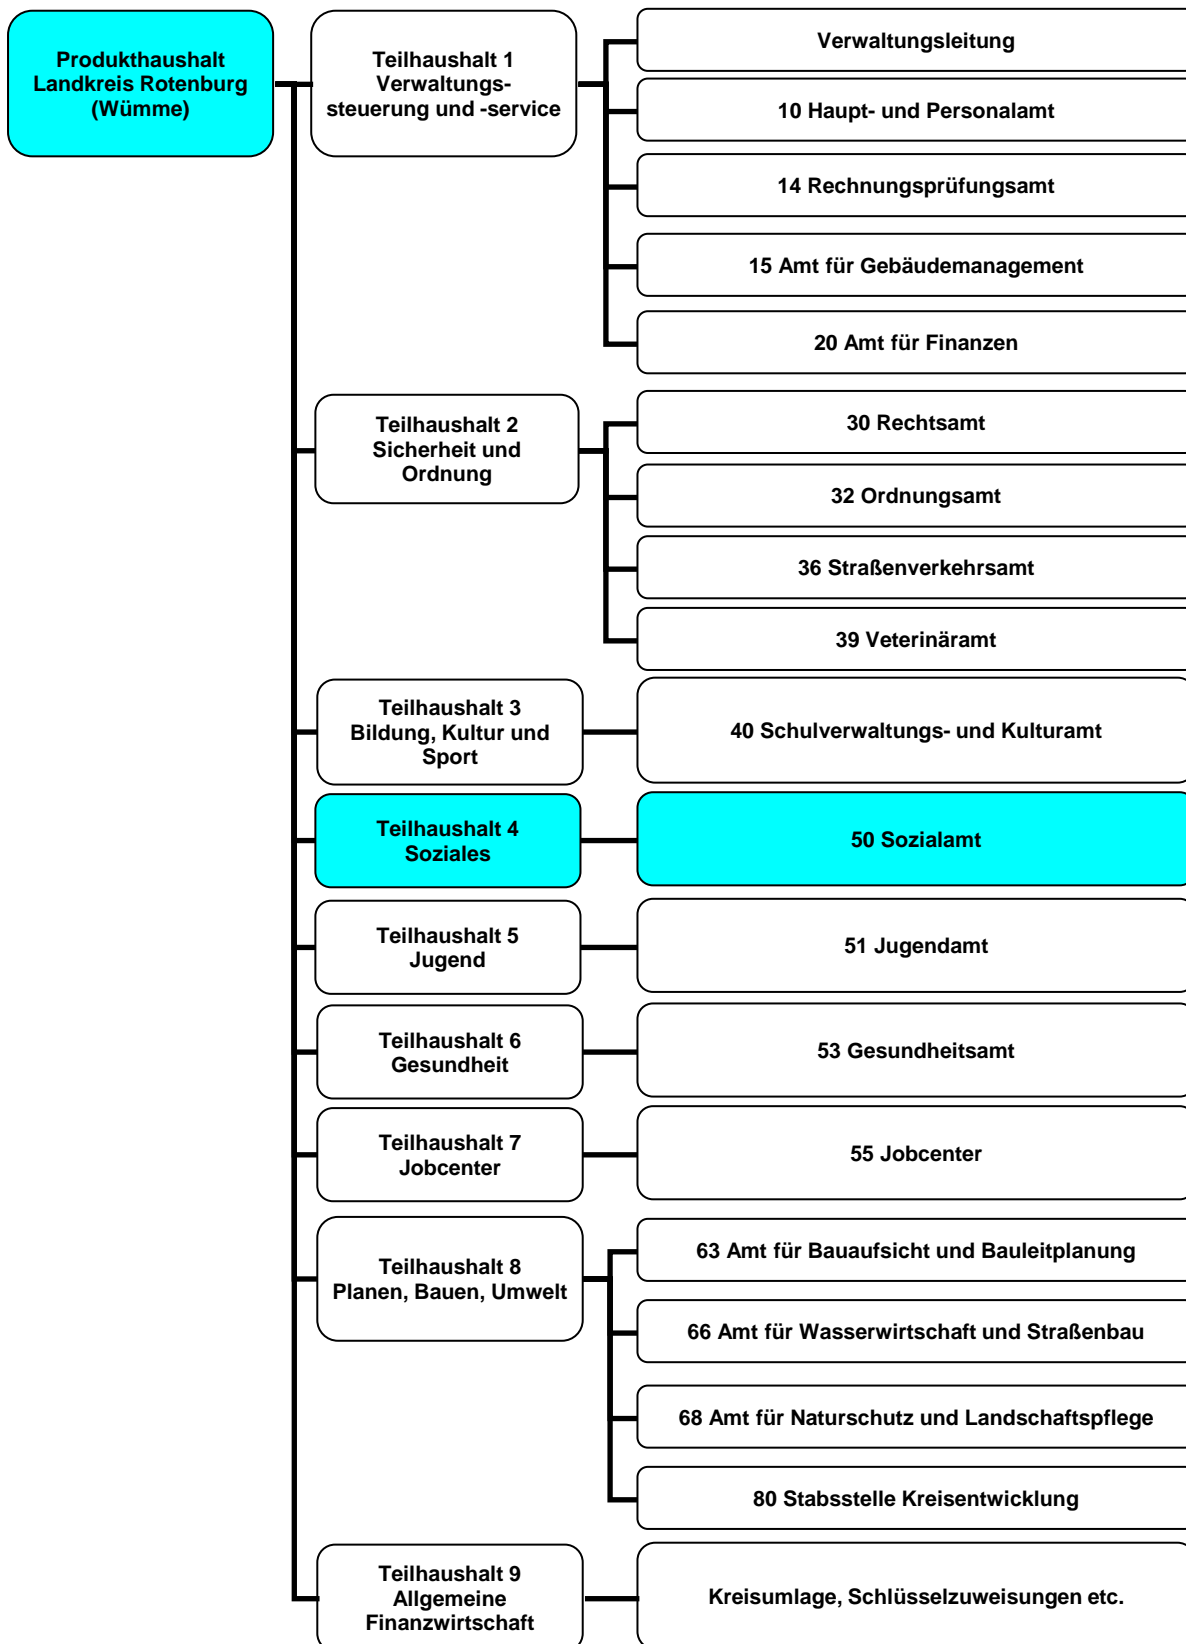 Produkthaushalt
Landkreis Rotenburg
(Wümme)
Teilhaushalt 1
Verwaltungs-
steuerung und -service
Verwaltungsleitung
10 Haupt- und Personalamt
14 Rechnungsprüfungsamt
15 Amt für Gebäudemanagement
20 Amt für Finanzen
Teilhaushalt 2
Sicherheit und
Ordnung
30 Rechtsamt
32 Ordnungsamt
36 Straßenverkehrsamt
39 Veterinäramt
Teilhaushalt 3
Bildung, Kultur und
Sport
40 Schulverwaltungs- und Kulturamt
Teilhaushalt 4
Soziales
50 Sozialamt
Teilhaushalt 5
Jugend
51 Jugendamt
Teilhaushalt 6
Gesundheit
53 Gesundheitsamt
Teilhaushalt 7
Jobcenter
55 Jobcenter
Teilhaushalt 8
Planen, Bauen, Umwelt
63 Amt für Bauaufsicht und Bauleitplanung
66 Amt für Wasserwirtschaft und Straßenbau
68 Amt für Naturschutz und Landschaftspflege
80 Stabsstelle Kreisentwicklung
Teilhaushalt 9
Allgemeine
Finanzwirtschaft
Kreisumlage, Schlüsselzuweisungen etc.